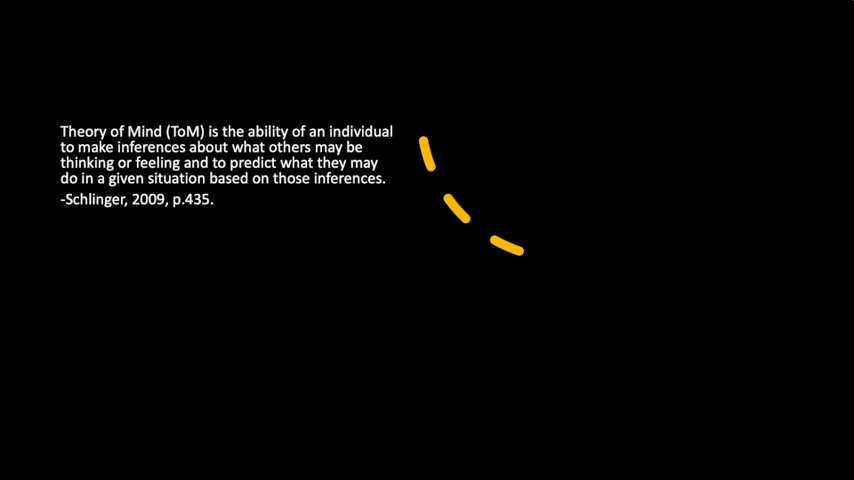 Theory of Mind (ToM) is the ability of an individual
to make inferences about what others may be
thinking or feeling and to predict what they may
do in a given situation based on those inferences.
-Schlinger, 2009, p.435.